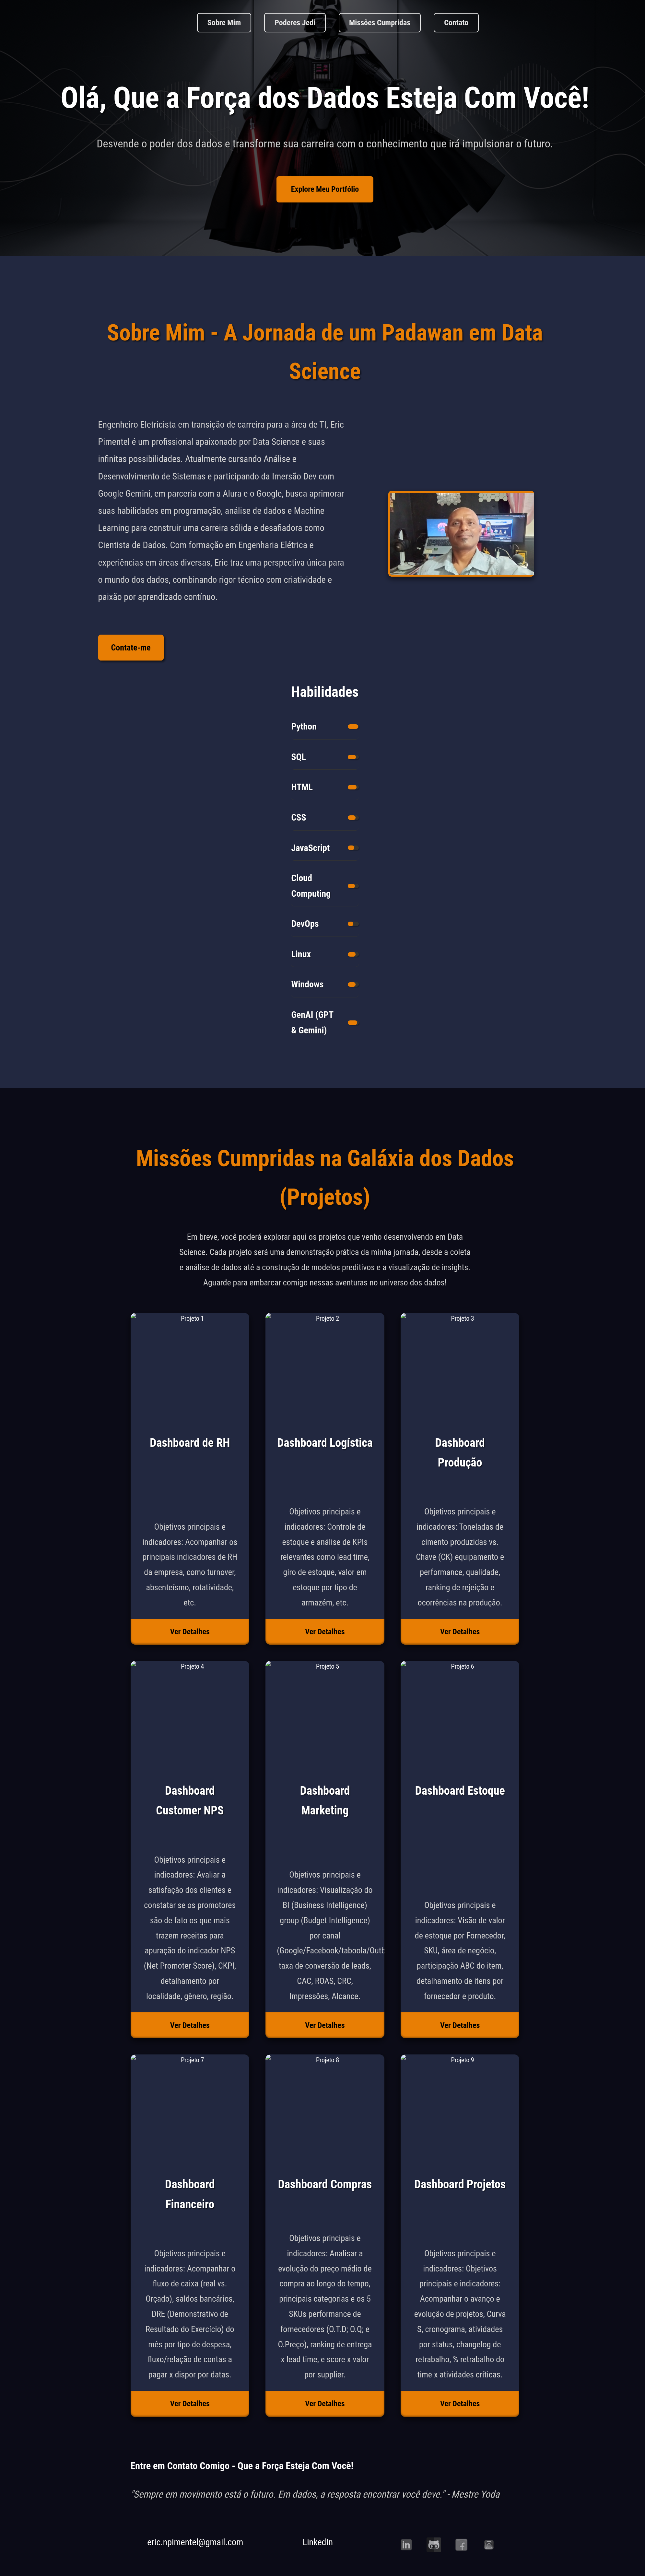 Sobre Mim
Poderes Jedi
Missões Cumpridas
Contato
Olá, Que a Força dos Dados Esteja Com Você!
Desvende o poder dos dados e transforme sua carreira com o conhecimento que irá impulsionar o futuro.
Explore Meu Portfólio
Sobre Mim - A Jornada de um Padawan em Data
Science
Engenheiro Eletricista em transição de carreira para a área de TI, Eric
Pimentel é um profissional apaixonado por Data Science e suas
infinitas possibilidades. Atualmente cursando Análise e
Desenvolvimento de Sistemas e participando da Imersão Dev com
Google Gemini, em parceria com a Alura e o Google, busca aprimorar
suas habilidades em programação, análise de dados e Machine
Learning para construir uma carreira sólida e desafiadora como
Cientista de Dados. Com formação em Engenharia Elétrica e
experiências em áreas diversas, Eric traz uma perspectiva única para
o mundo dos dados, combinando rigor técnico com criatividade e
paixão por aprendizado contínuo.
Contate-me
Habilidades
Python
SQL
HTML
CSS
JavaScript
Cloud
Computing
DevOps
Linux
Windows
GenAI (GPT
& Gemini)
Missões Cumpridas na Galáxia dos Dados
(Projetos)
Em breve, você poderá explorar aqui os projetos que venho desenvolvendo em Data
Science. Cada projeto será uma demonstração prática da minha jornada, desde a coleta
e análise de dados até a construção de modelos preditivos e a visualização de insights.
Aguarde para embarcar comigo nessas aventuras no universo dos dados!
Projeto 1
Dashboard de RH
Objetivos principais e
indicadores: Acompanhar os
principais indicadores de RH
da empresa, como turnover,
absenteísmo, rotatividade,
etc.
Ver Detalhes
Projeto 2
Dashboard Logística
Objetivos principais e
indicadores: Controle de
estoque e análise de KPIs
relevantes como lead time,
giro de estoque, valor em
estoque por tipo de
armazém, etc.
Ver Detalhes
Projeto 3
Dashboard
Produção
Objetivos principais e
indicadores: Toneladas de
cimento produzidas vs.
Chave (CK) equipamento e
performance, qualidade,
ranking de rejeição e
ocorrências na produção.
Ver Detalhes
Projeto 4
Dashboard
Customer NPS
Objetivos principais e
indicadores: Avaliar a
satisfação dos clientes e
constatar se os promotores
são de fato os que mais
trazem receitas para
apuração do indicador NPS
(Net Promoter Score), CKPI,
detalhamento por
localidade, gênero, região.
Ver Detalhes
Projeto 5
Dashboard
Marketing
Objetivos principais e
indicadores: Visualização do
BI (Business Intelligence)
group (Budget Intelligence)
por canal
(Google/Facebook/taboola/Outb
taxa de conversão de leads,
CAC, ROAS, CRC,
Impressões, Alcance.
Ver Detalhes
Projeto 6
Dashboard Estoque
Objetivos principais e
indicadores: Visão de valor
de estoque por Fornecedor,
SKU, área de negócio,
participação ABC do item,
detalhamento de itens por
fornecedor e produto.
Ver Detalhes
Projeto 7
Dashboard
Financeiro
Objetivos principais e
indicadores: Acompanhar o
fluxo de caixa (real vs.
Orçado), saldos bancários,
DRE (Demonstrativo de
Resultado do Exercício) do
mês por tipo de despesa,
fluxo/relação de contas a
pagar x dispor por datas.
Ver Detalhes
Projeto 8
Dashboard Compras
Objetivos principais e
indicadores: Analisar a
evolução do preço médio de
compra ao longo do tempo,
principais categorias e os 5
SKUs performance de
fornecedores (O.T.D; O.Q; e
O.Preço), ranking de entrega
x lead time, e score x valor
por supplier.
Ver Detalhes
Projeto 9
Dashboard Projetos
Objetivos principais e
indicadores: Objetivos
principais e indicadores:
Acompanhar o avanço e
evolução de projetos, Curva
S, cronograma, atividades
por status, changelog de
retrabalho, % retrabalho do
time x atividades críticas.
Ver Detalhes
Entre em Contato Comigo - Que a Força Esteja Com Você!
"Sempre em movimento está o futuro. Em dados, a resposta encontrar você deve." - Mestre Yoda
eric.npimentel@gmail.com
LinkedIn